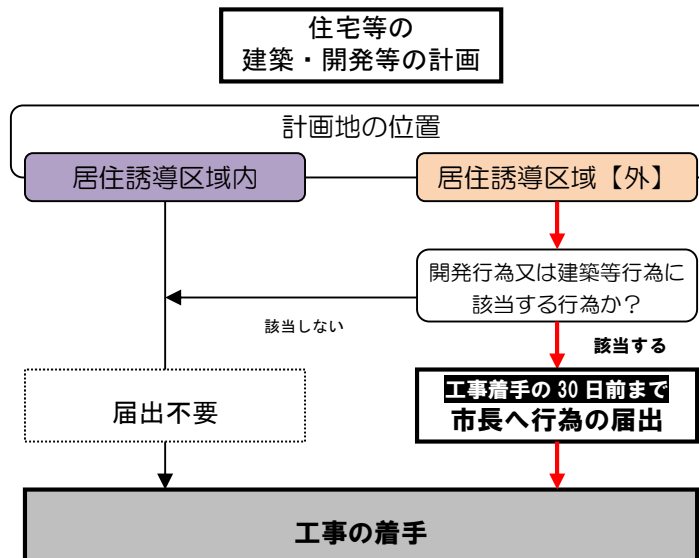 住宅等の
建築・開発等の計画
計画地の位置
居住誘導区域内
居住誘導区域【外】
開発行為又は建築等行為に
該当する行為か？
該当しない
該当する
届出不要
工事着手の 30 日前まで
市長へ行為の届出
工事の着手